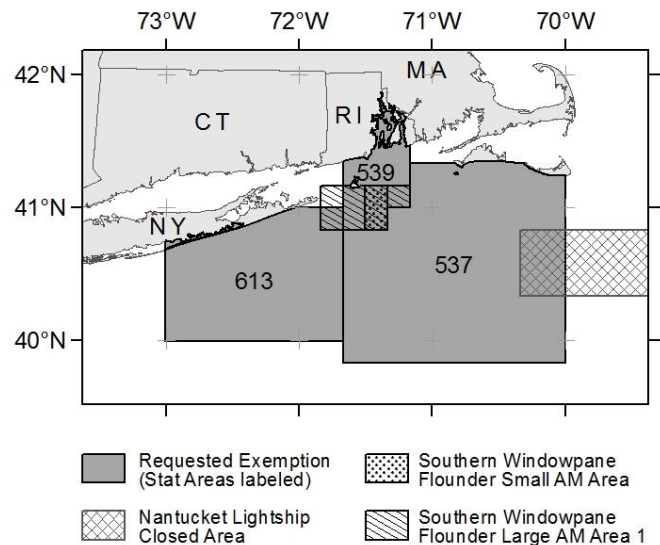 73°W 72°W 71°W 70°W
42°N
MA
CT
RI
539
41°N
NY
613
537
40°N
Requested Exemption
(Stat Areas labeled)
Southern Windowpane
Flounder Small AM Area
Nantucket Lightship
Closed Area
Southern Windowpane
Flounder Large AM Area 1